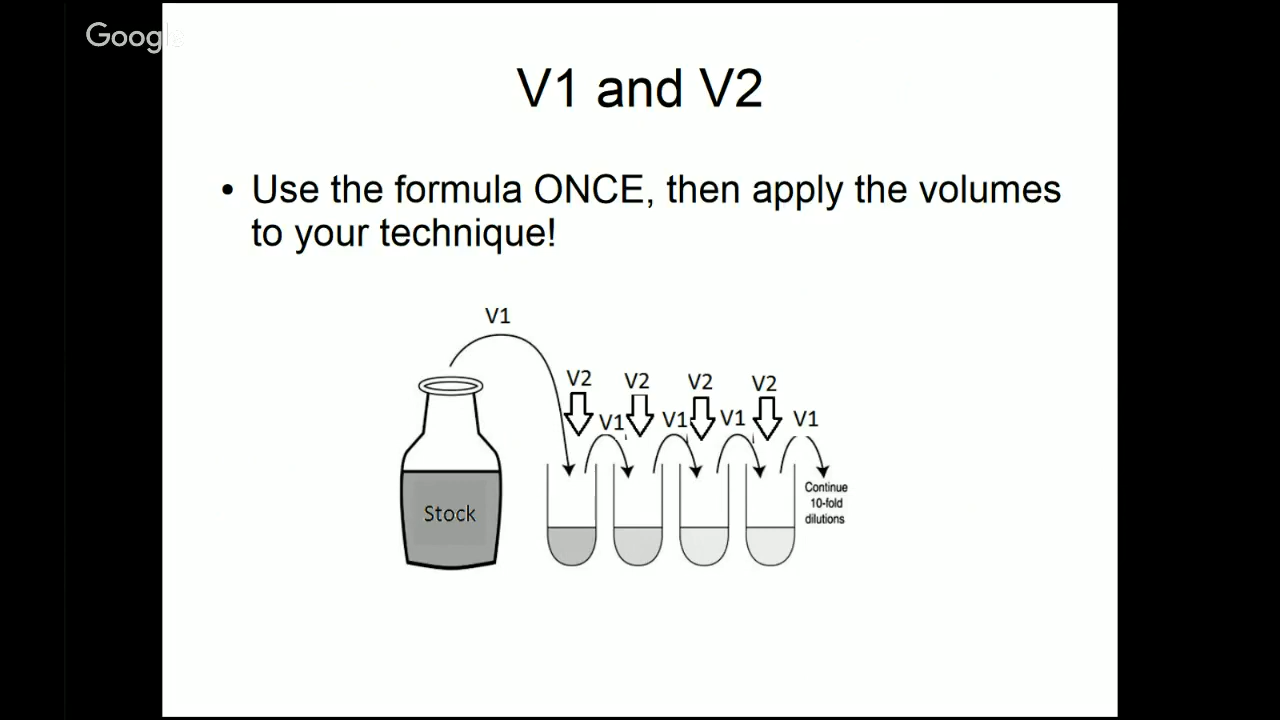 Google
V1 and V2
• Use the formula ONCE, then apply the volumes
to your technique!
V1
V2 V2 V2 V2
V1 V1 V1 V1
Stock
Continue
10-fold
dilutions